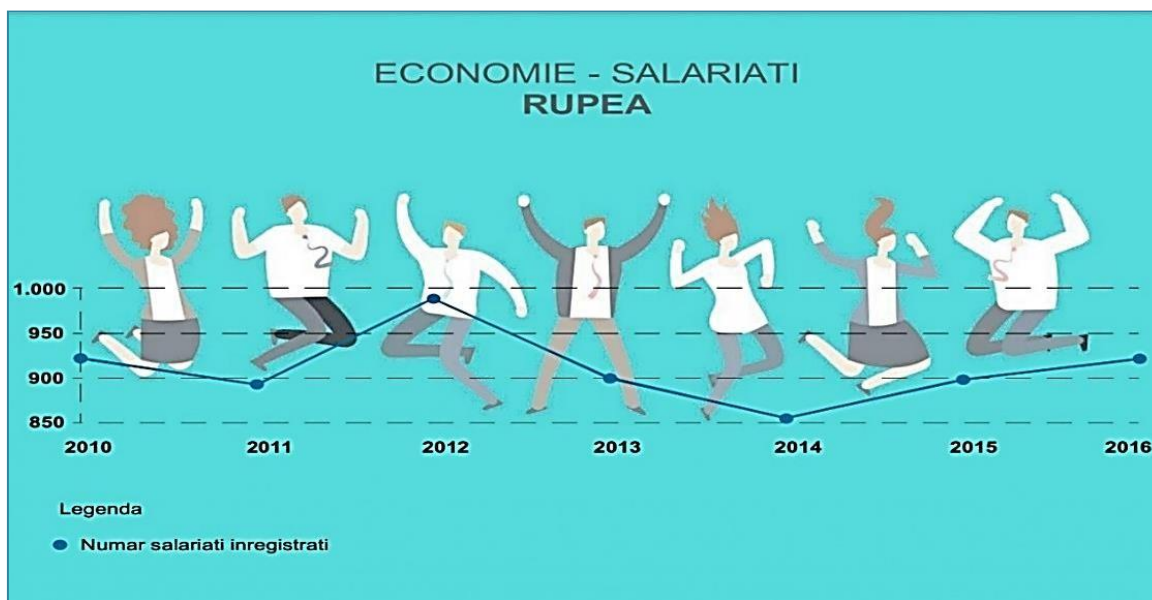 ECONOMIE - SALARIATI
RUPEA
1.000
950
900
850
2010 2011 2012 2013 2014 2015 2016
Legenda
Numar salariati inregistrati